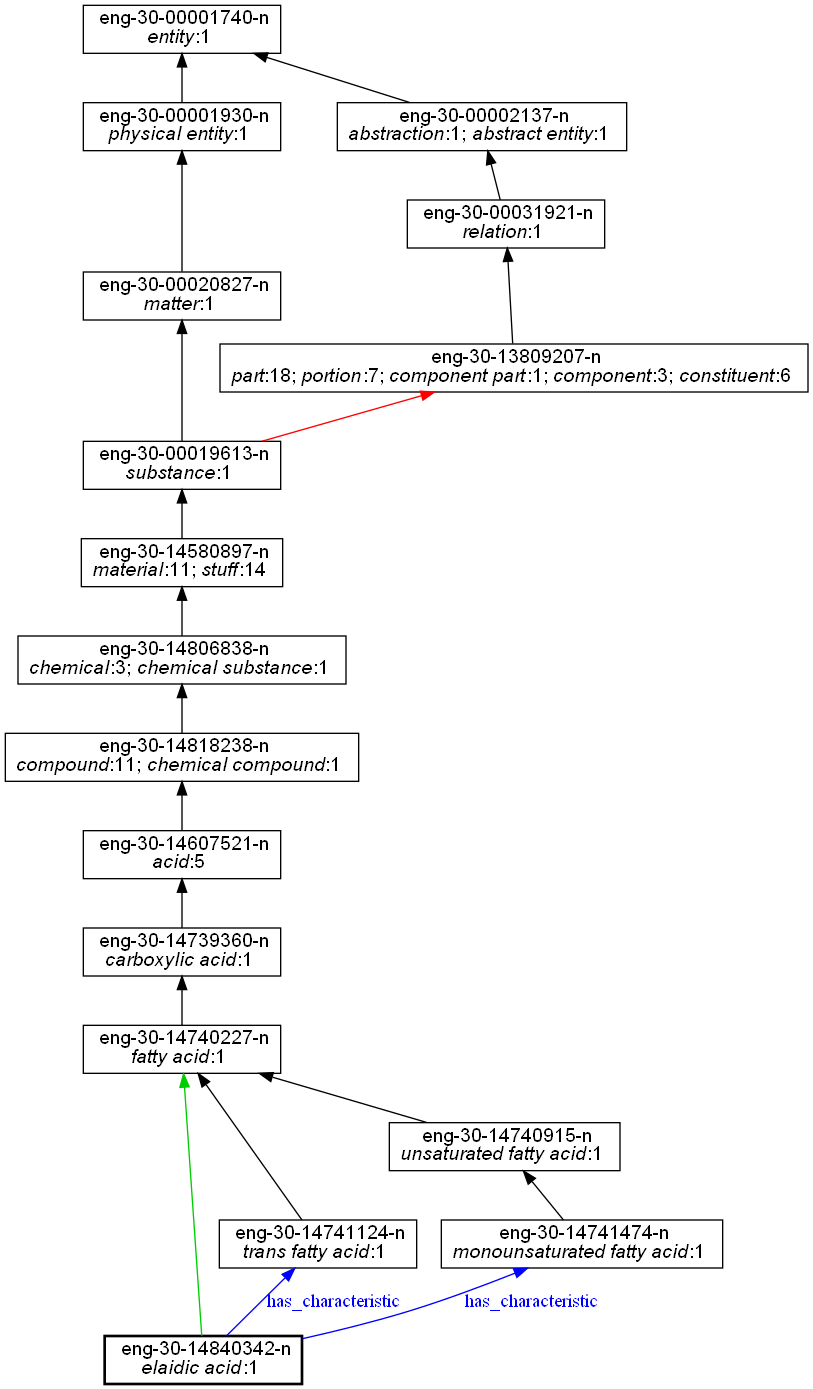 eng-30-00001740-n
entity:1
eng-30-00001930-n
physical entity:1
eng-30-00002137-n
abstraction:1; abstract entity:1
eng-30-00031921-n
relation:1
eng-30-00020827-n
matter:1
eng-30-13809207-n
part:18; portion:7; component part:1; component:3; constituent:6
eng-30-00019613-n
substance:1
eng-30-14580897-n
material:11; stuff:14
eng-30-14806838-n
chemical:3; chemical substance:1
eng-30-14818238-n
compound:11; chemical compound:1
eng-30-14607521-n
acid:5
eng-30-14739360-n
carboxylic acid:1
eng-30-14740227-n
fatty acid:1
eng-30-14740915-n
unsaturated fatty acid:1
eng-30-14741124-n
trans fatty acid:1
eng-30-14741474-n
monounsaturated fatty acid:1
has_characteristic
has_characteristic
eng-30-14840342-n
elaidic acid:1